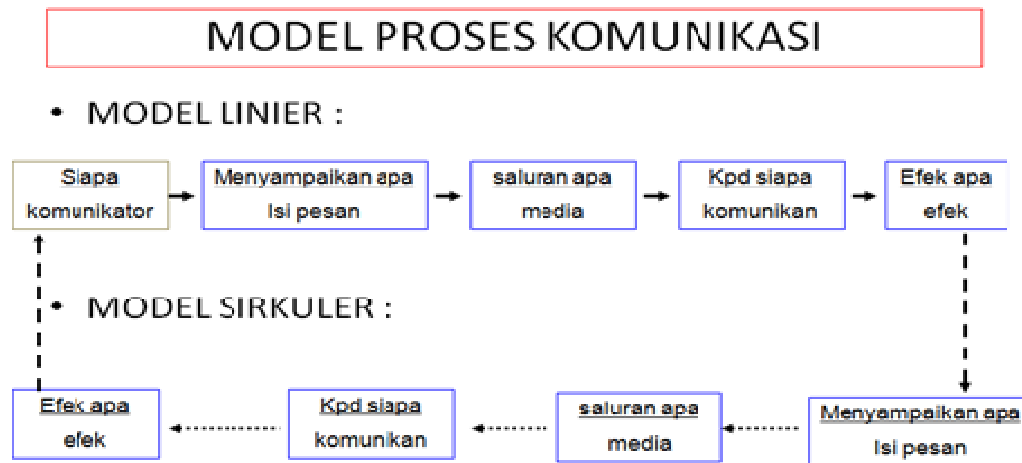 MODEL PROSES KOMUNIKASI
• MODEL LINIER :
Siapa
komunikator
Menyampaikan apa
Isi pesan
saluran apa
media
Kpd siapa
komunikan
Efek apa
efek
• MODEL SIRKULER :
Efek apa
efek
Kpd siapa
komunikan
saluran apa
media
Menyampaikan apa
Isi pesan